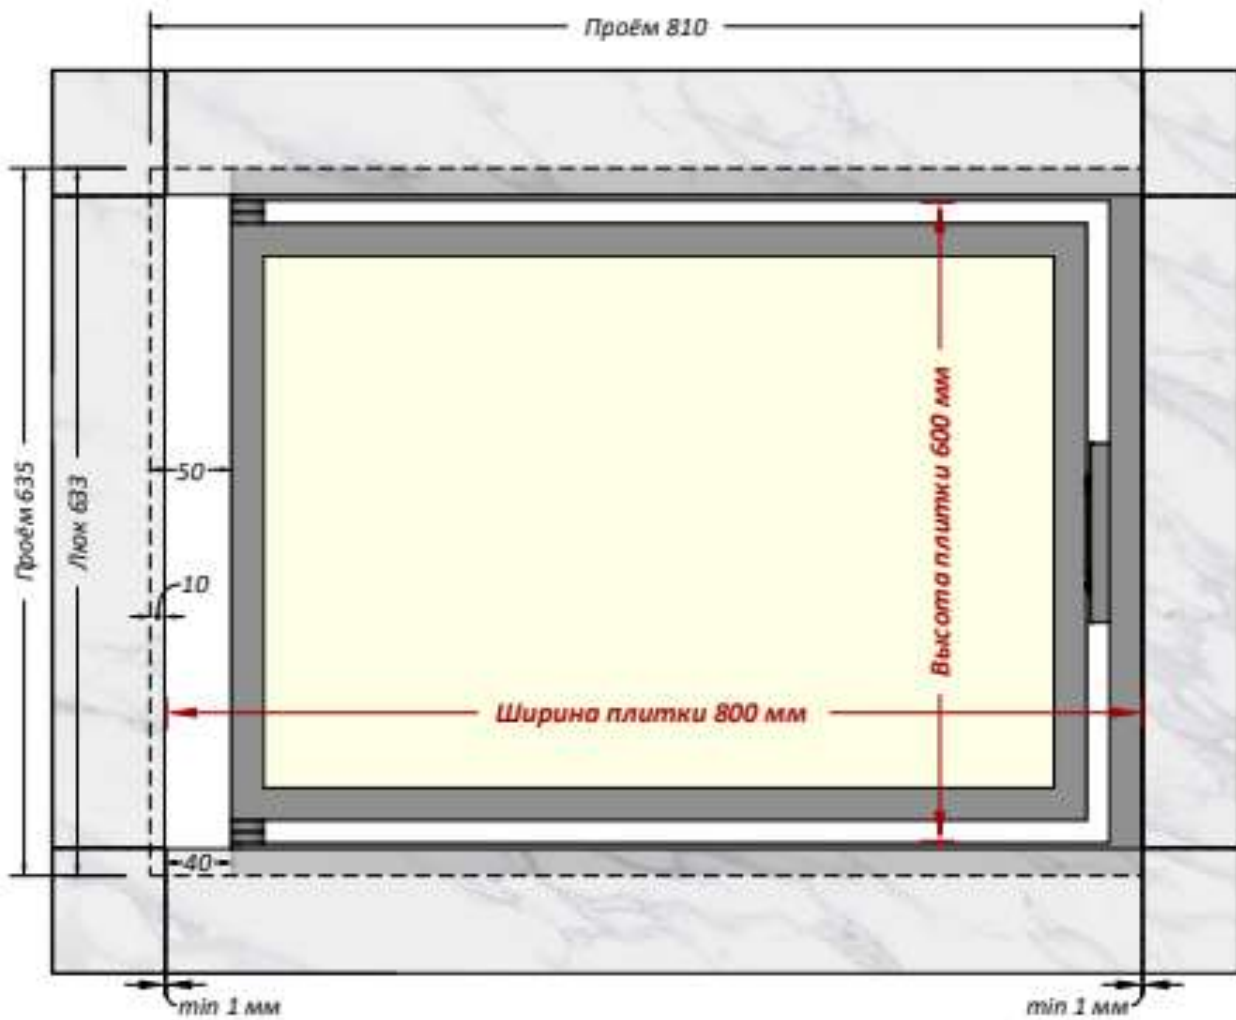 Проём 810
Проём 635
Люк 633
50
10
Высота плитки 600 мм
Ширина плитки 800 мм
40
min 1 мм
min 1 мм